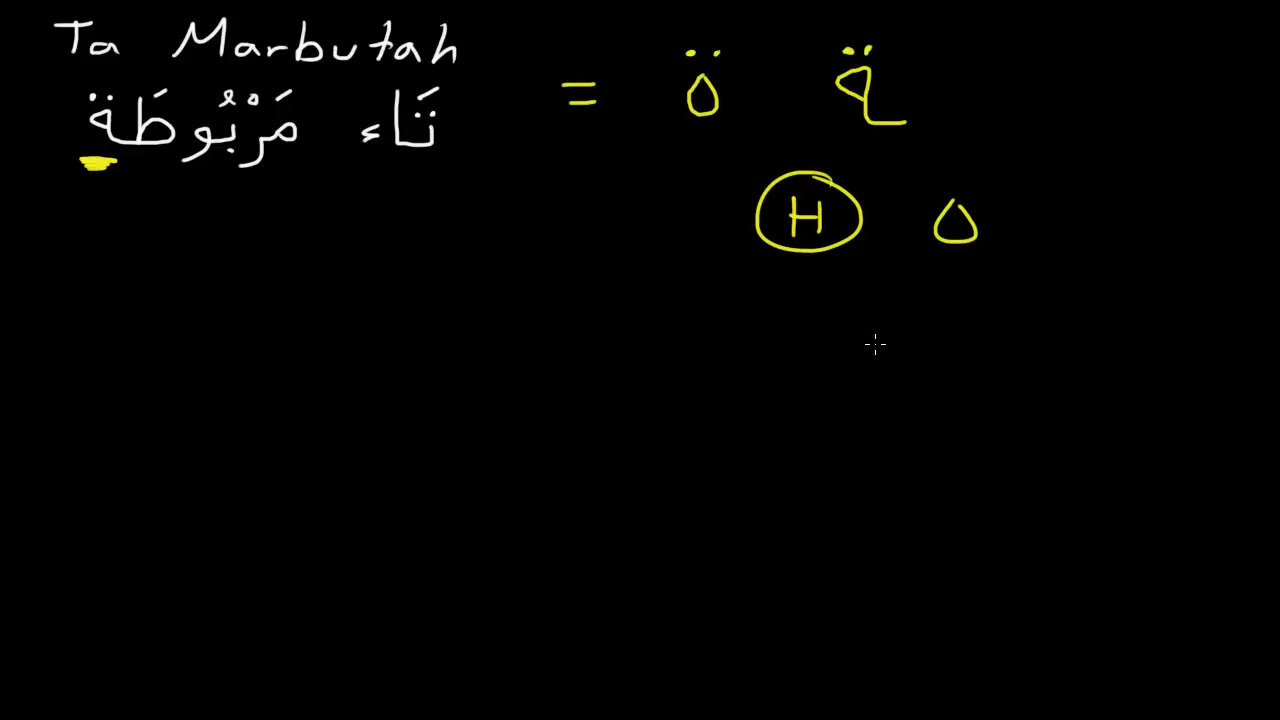 Ta Marbutah
تَاء مَرْبُوطَة = ة ـة
H ه